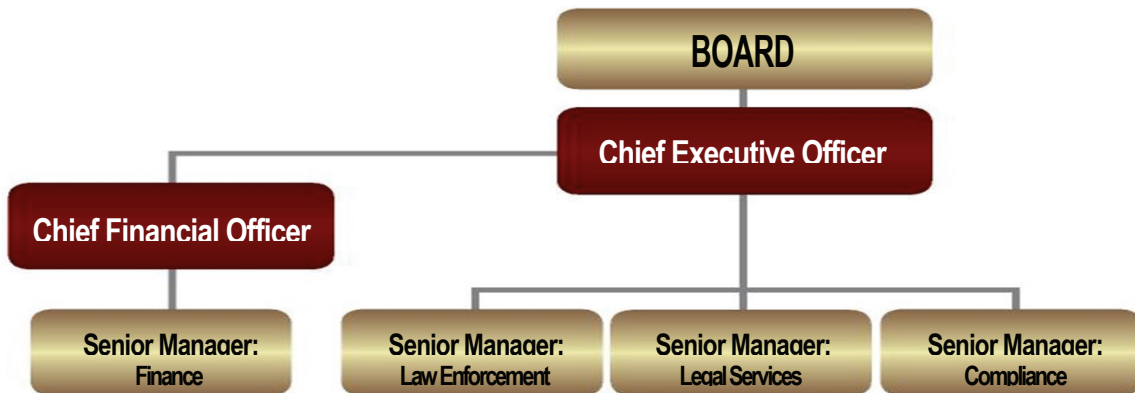 BOARD
Chief Executive Officer
Chief Financial Officer
Senior Manager:
Finance
Senior Manager:
Law Enforcement
Senior Manager:
Legal Services
Senior Manager:
Compliance